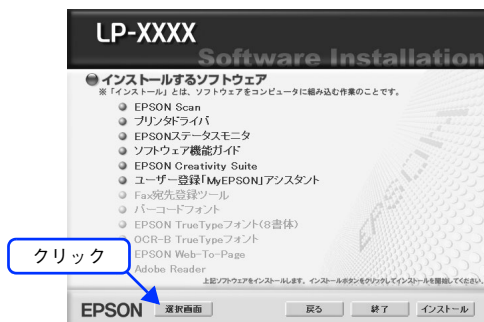 LP-XXXX
Software Installation
インストールするソフトウェア
※「インストール」とは、ソフトウェアをコンピュータに組み込む作業のことです。
EPSON Scan
プリンタドライバ
EPSONステータスモニタ
ソフトウェア機能ガイド
EPSON Creativity Suite
ユーザー登録「MyEPSON」アシスタント
Fax宛先登録ツール
バーコードフォント
EPSON TrueTypeフォント(8書体)
OCR-B TrueTypeフォント
EPSON Web-To-Page
Adobe Reader
クリック
上記ソフトウェアをインストールします。インストールボタンをクリックしてインストールを開始してください。
EPSON 選択画面 戻る 終了 インストール
EPSON